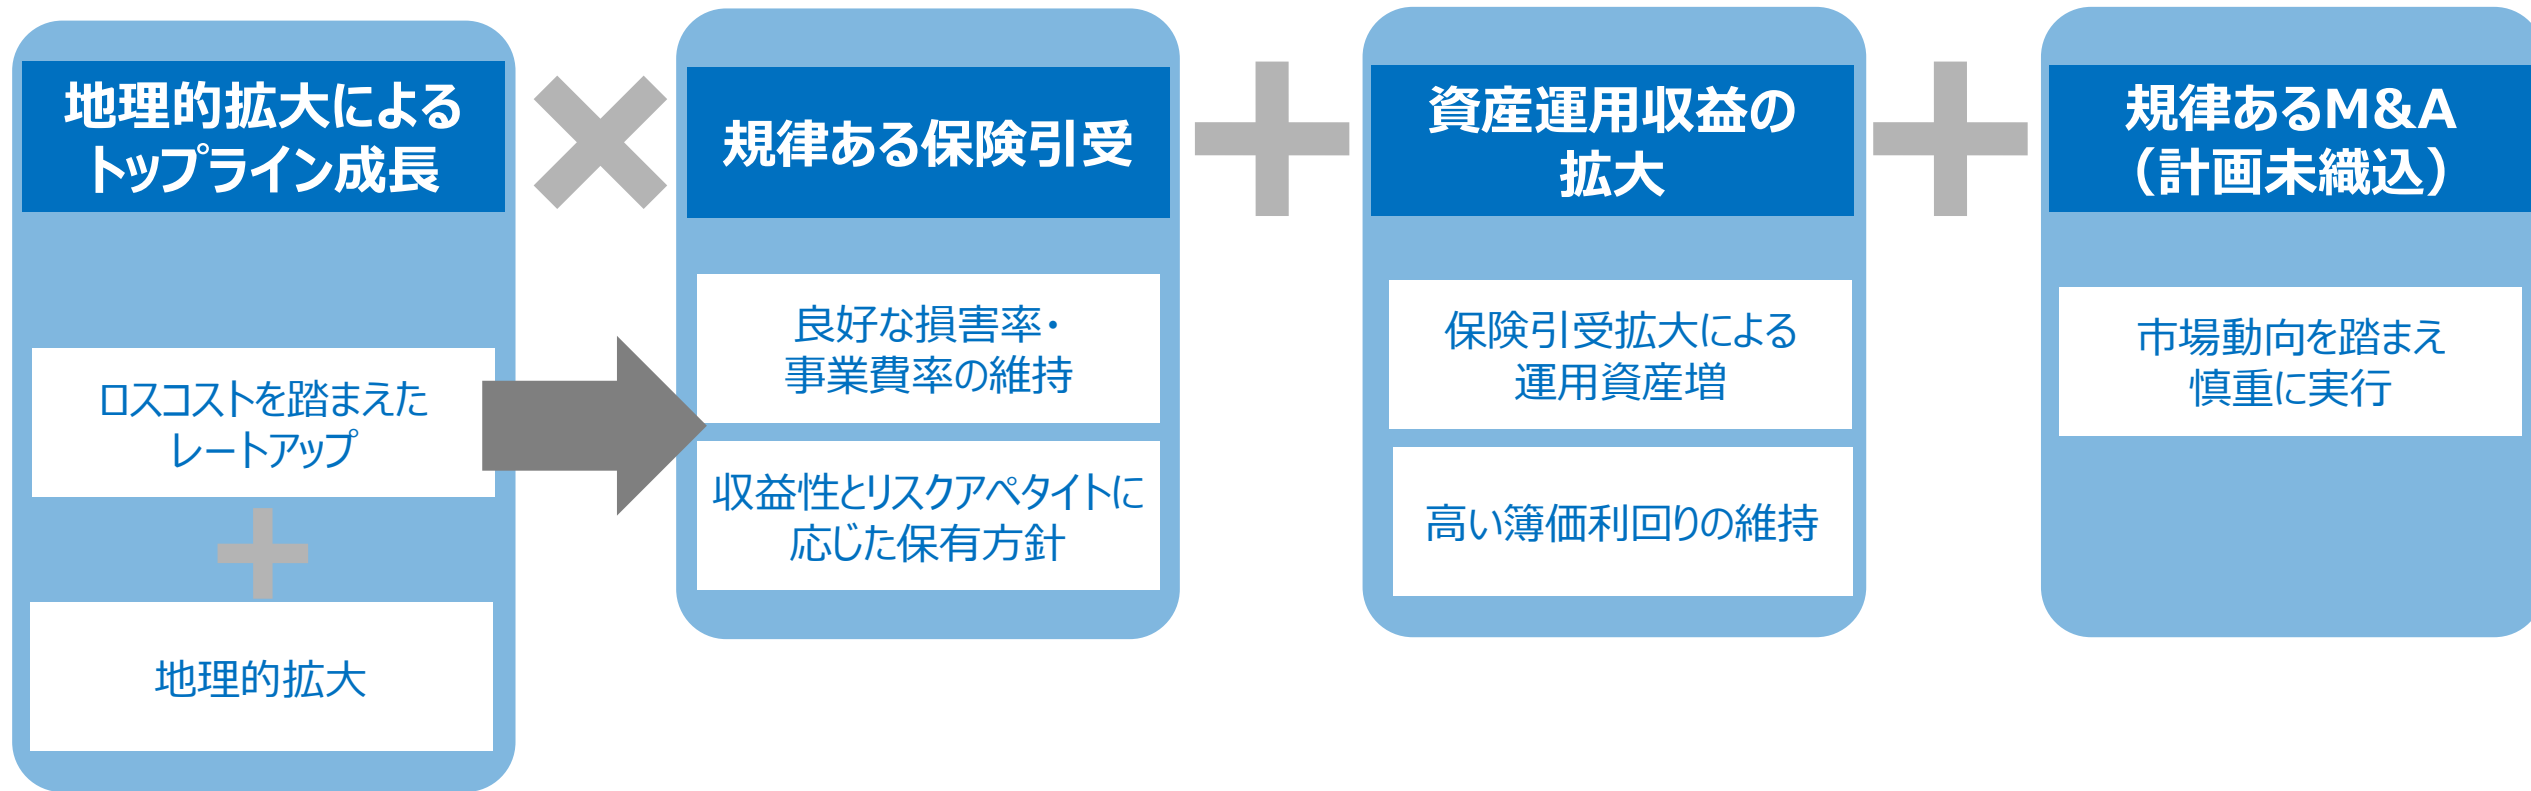 地理的拡大による
トップライン成長
ロスコストを踏まえた
レートアップ
地理的拡大
規律ある保険引受
良好な損害率・
事業費率の維持
収益性とリスクアペタイトに
応じた保有方針
資産運用収益の
拡大
保険引受拡大による
運用資産増
高い簿価利回りの維持
規律あるM&A
（計画未織込）
市場動向を踏まえ
慎重に実行